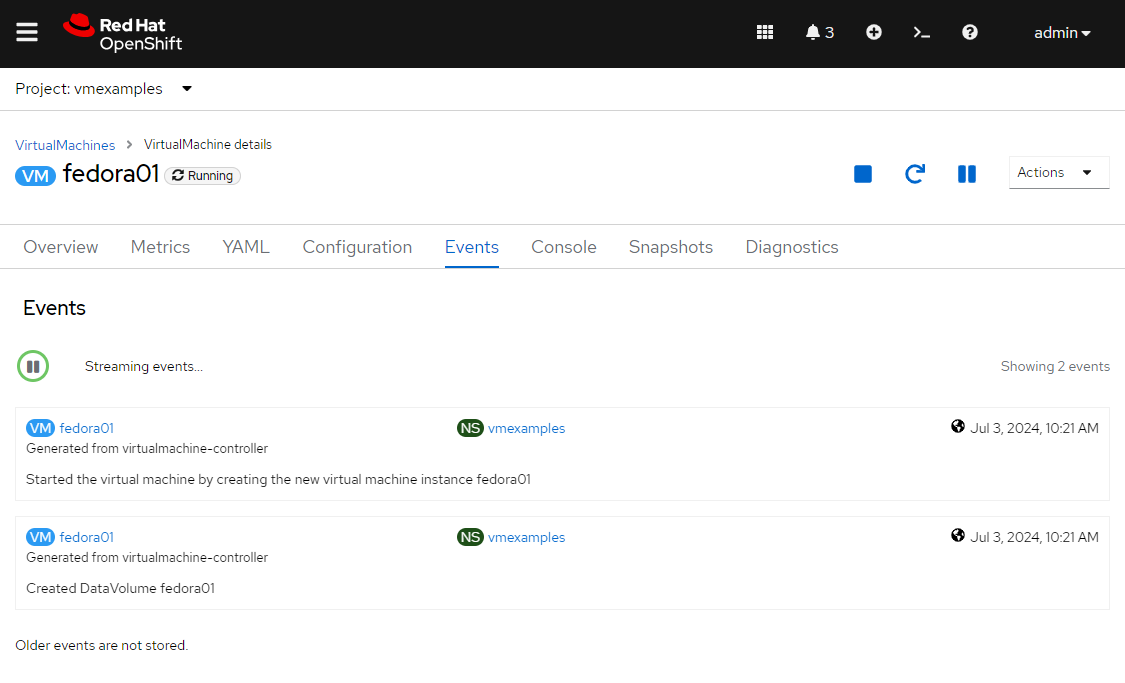 Red Hat
OpenShift
3
admin
Project: vmexamples
VirtualMachines > VirtualMachine details
VM fedora01 Running
Actions
Overview Metrics YAML Configuration Events Console Snapshots Diagnostics
Events
Streaming events...
Showing 2 events
VM fedora01 NS vmexamples Jul 3, 2024, 10:21 AM
Generated from virtualmachine-controller
Started the virtual machine by creating the new virtual machine instance fedora01
VM fedora01 NS vmexamples Jul 3, 2024, 10:21 AM
Generated from virtualmachine-controller
Created DataVolume fedora01
Older events are not stored.